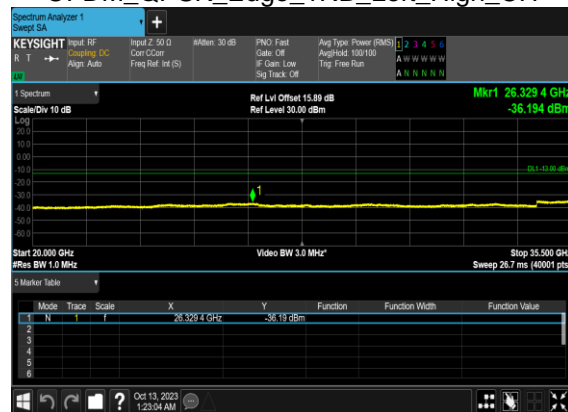 Spectrum Analyzer 1
Swept SA
+
KEYSIGHT Input: RF Input Z: 50 Ω #Atten: 30 dB PNO: Fast Avg Type: Power (RMS) 1 2 3 4 5 6
R T Coupling: DC Corr CCorr Gate: Off Avg|Hold: 100/100 A W W W W W
Align: Auto Freq Ref: Int (S) IF Gain: Low Trig: Free Run
LU Sig Track: Off A N N N N N
1 Spectrum Ref Lvl Offset 15.89 dB Mkr1 26.329 4 GHz
Scale/Div 10 dB Ref Level 30.00 dBm -36.194 dBm
Log
20.0
10.0
0.00
-10.0 DL1 -13.00 dBm
-20.0
-30.0 1
-40.0
-50.0
-60.0
Start 20.000 GHz Video BW 3.0 MHz* Stop 35.500 GHz
#Res BW 1.0 MHz Sweep 26.7 ms (40001 pts)
5 Marker Table
Mode Trace Scale X Y Function Function Width Function Value
1 N 1 f 26.329 4 GHz -36.19 dBm
2
3
4
5
6
? Oct 13, 2023
1:23:04 AM